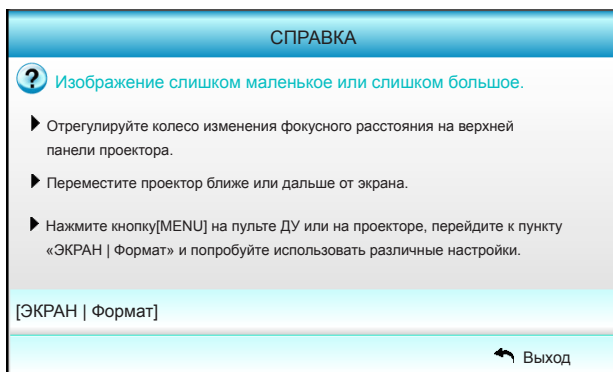 СПРАВКА
? Изображение слишком маленькое или слишком большое.
Отрегулируйте колесо изменения фокусного расстояния на верхней
панели проектора.
Переместите проектор ближе или дальше от экрана.
Нажмите кнопку[MENU] на пульте ДУ или на проекторе, перейдите к пункту
«ЭКРАН | Формат» и попробуйте использовать различные настройки.
[ЭКРАН | Формат]
Выход